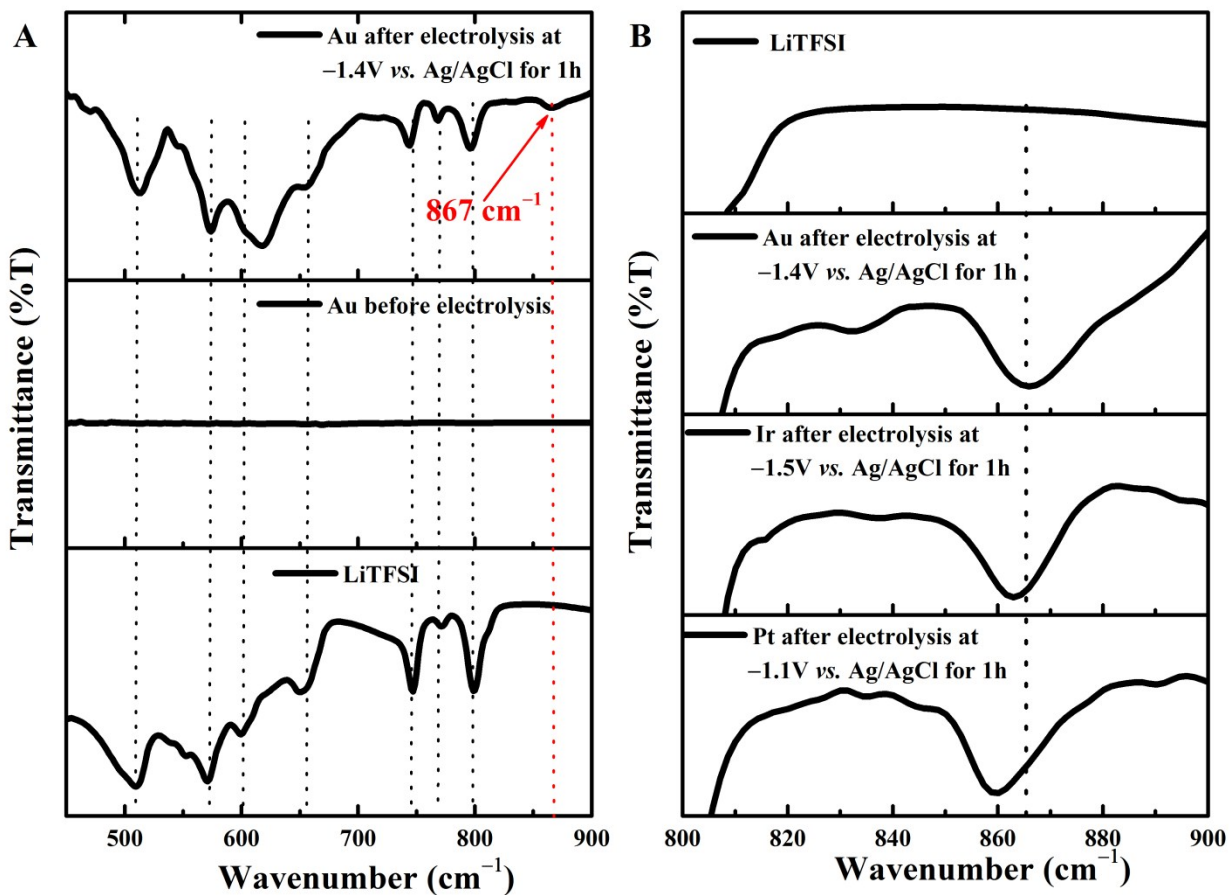 A
Au after electrolysis at
−1.4V vs. Ag/AgCl for 1h
867 cm⁻¹
Au before electrolysis
LiTFSI
Transmittance (%T)
500 600 700 800 900
Wavenumber (cm⁻¹)
B
LiTFSI
Au after electrolysis at
−1.4V vs. Ag/AgCl for 1h
Ir after electrolysis at
−1.5V vs. Ag/AgCl for 1h
Pt after electrolysis at
−1.1V vs. Ag/AgCl for 1h
Transmittance (%T)
800 820 840 860 880 900
Wavenumber (cm⁻¹)